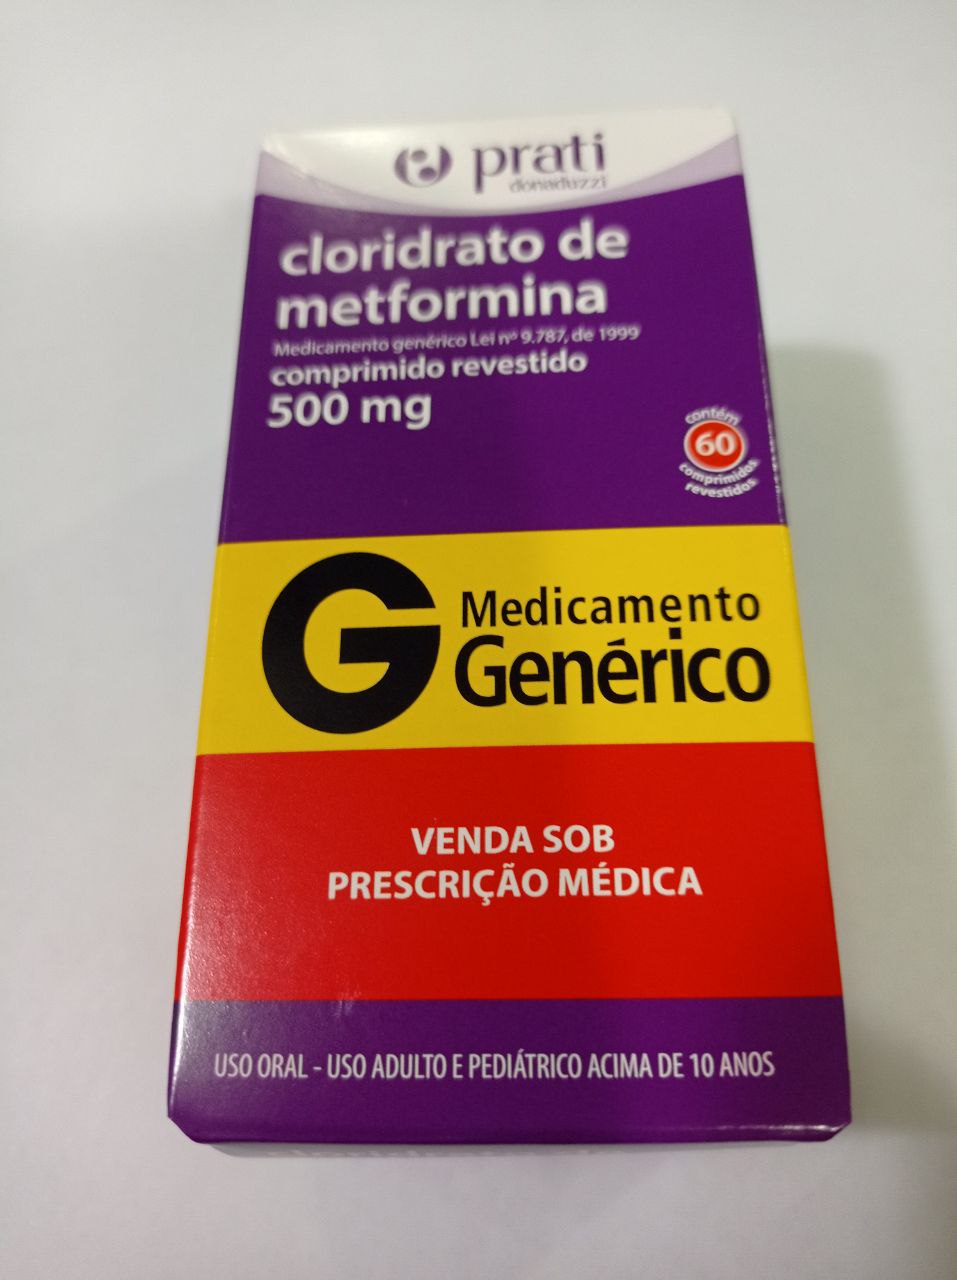 prati
donaduzzi
cloridrato de
metformina
Medicamento genérico Lei nº 9.787, de 1999
comprimido revestido
500 mg
contém
60
comprimidos
revestidos
G Medicamento
Genérico
VENDA SOB
PRESCRIÇÃO MÉDICA
USO ORAL - USO ADULTO E PEDIÁTRICO ACIMA DE 10 ANOS